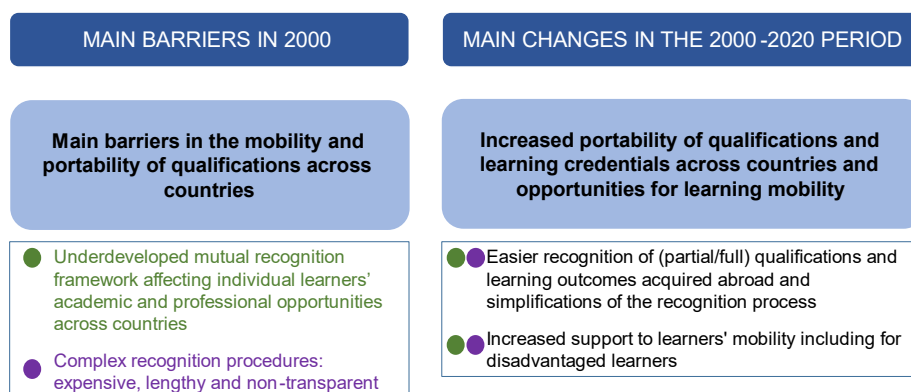 MAIN BARRIERS IN 2000
Main barriers in the mobility and
portability of qualifications across
countries
Underdeveloped mutual recognition
framework affecting individual learners’
academic and professional opportunities
across countries
Complex recognition procedures:
expensive, lengthy and non-transparent
MAIN CHANGES IN THE 2000-2020 PERIOD
Increased portability of qualifications and
learning credentials across countries and
opportunities for learning mobility
Easier recognition of (partial/full) qualifications and
learning outcomes acquired abroad and
simplifications of the recognition process
Increased support to learners' mobility including for
disadvantaged learners